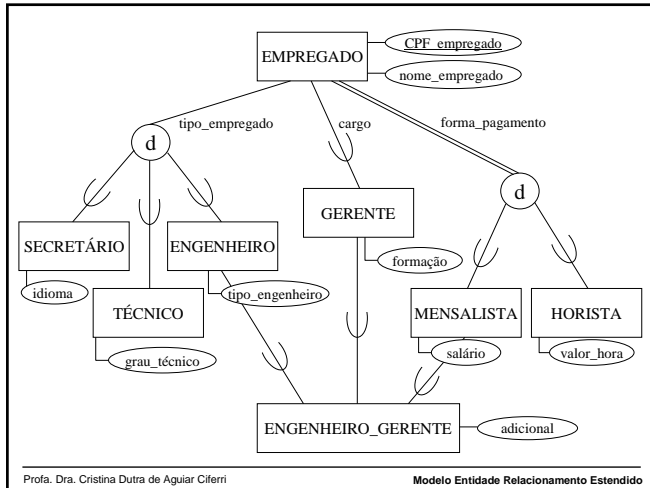 CPF_empregado
EMPREGADO
nome_empregado
tipo_empregado
cargo
forma_pagamento
d
d
GERENTE
SECRETÁRIO
ENGENHEIRO
formação
idioma
tipo_engenheiro
TÉCNICO
MENSALISTA
HORISTA
grau_técnico
salário
valor_hora
ENGENHEIRO_GERENTE
adicional
Profa. Dra. Cristina Dutra de Aguiar Ciferri
Modelo Entidade Relacionamento Estendido